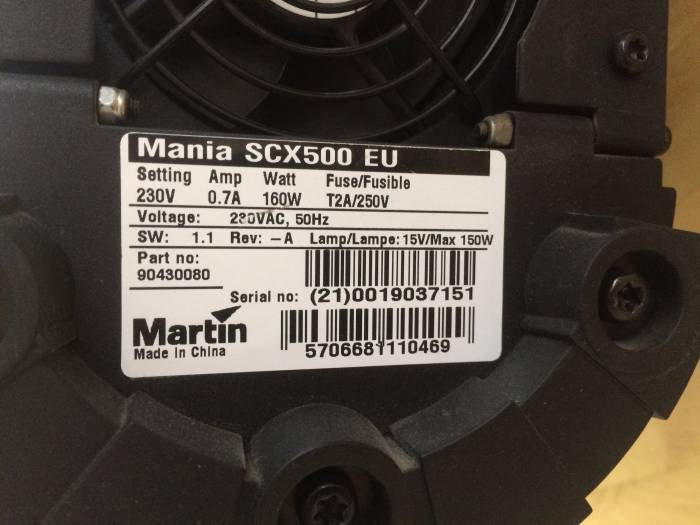 Mania SCX500 EU
Setting Amp Watt Fuse/Fusible
230V 0.7A 160W T2A/250V
Voltage: 230VAC, 50Hz
SW: 1.1 Rev: -A Lamp/Lampe: 15V/Max 150W
Part no:
90430080
Serial no: (21)0019037151
Martin
Made in China
5706681110469